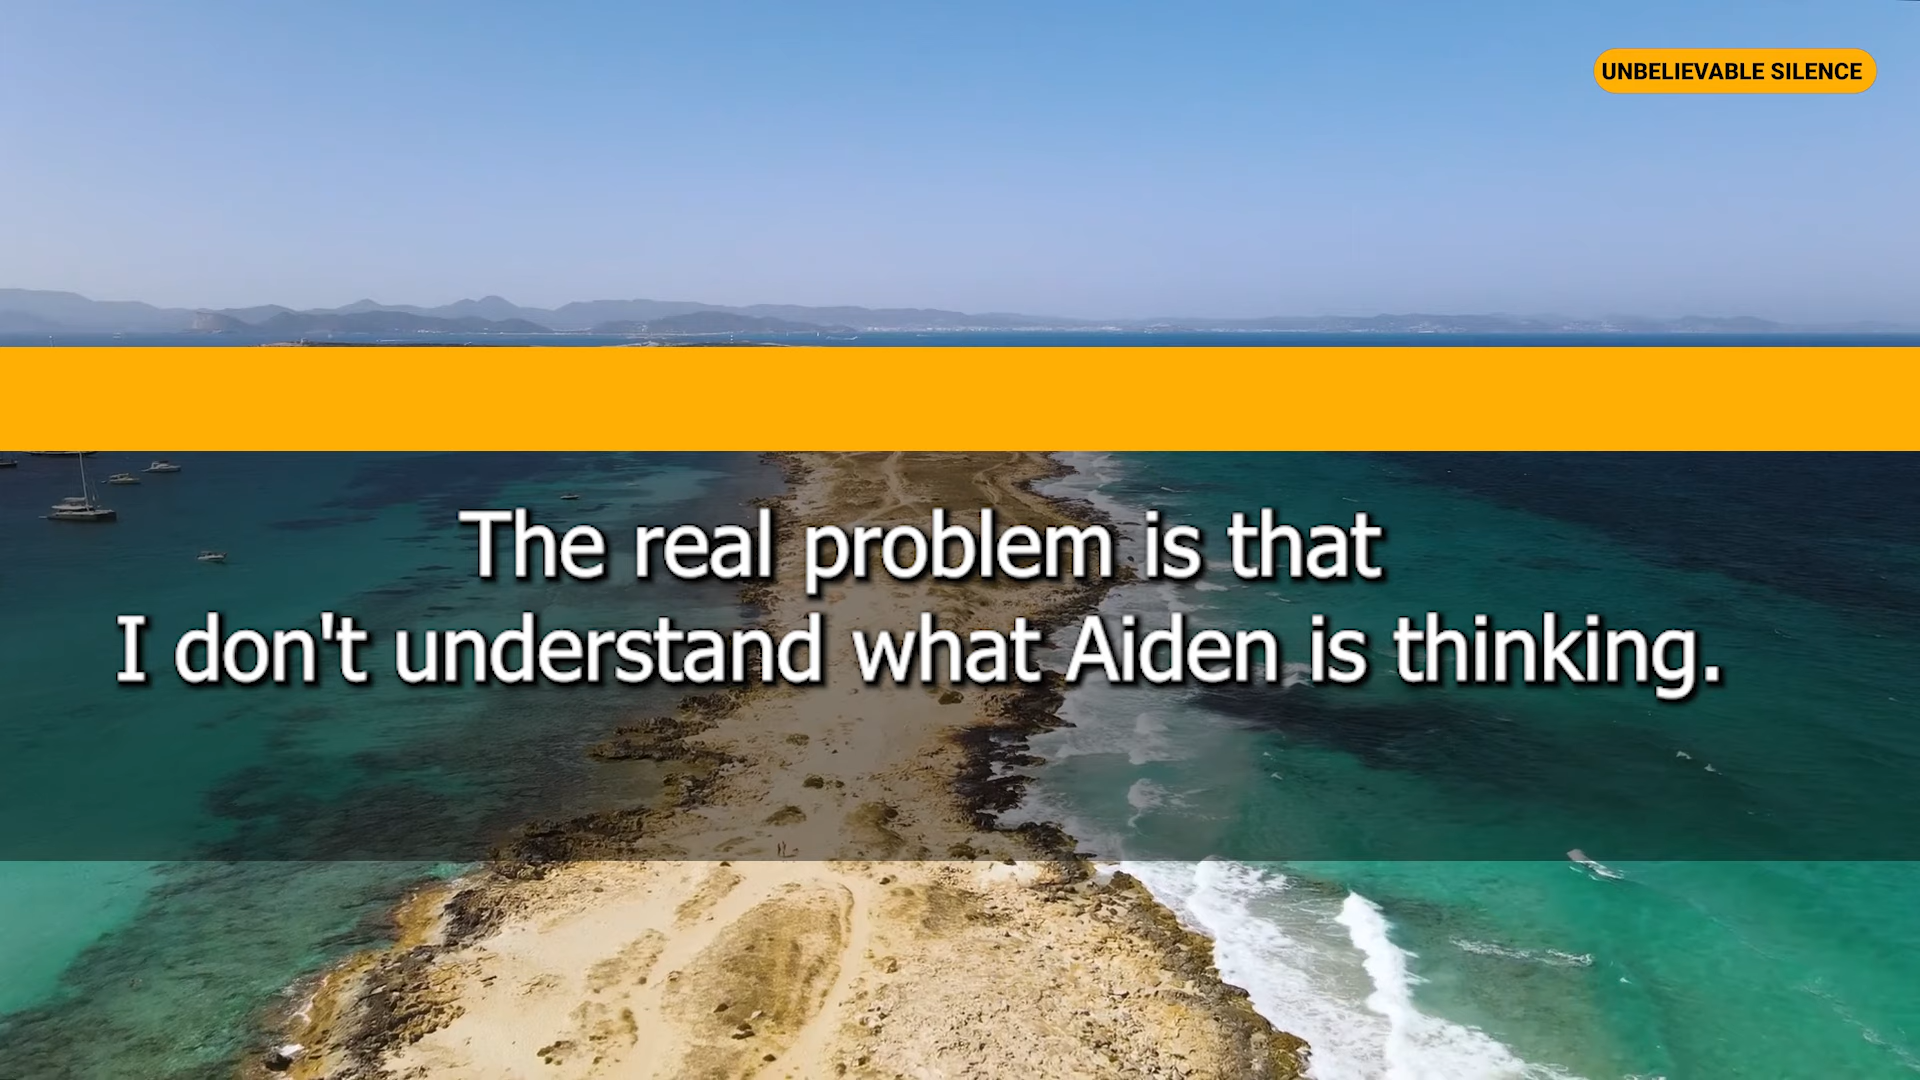 UNBELIEVABLE SILENCE
The real problem is that
I don't understand what Aiden is thinking.